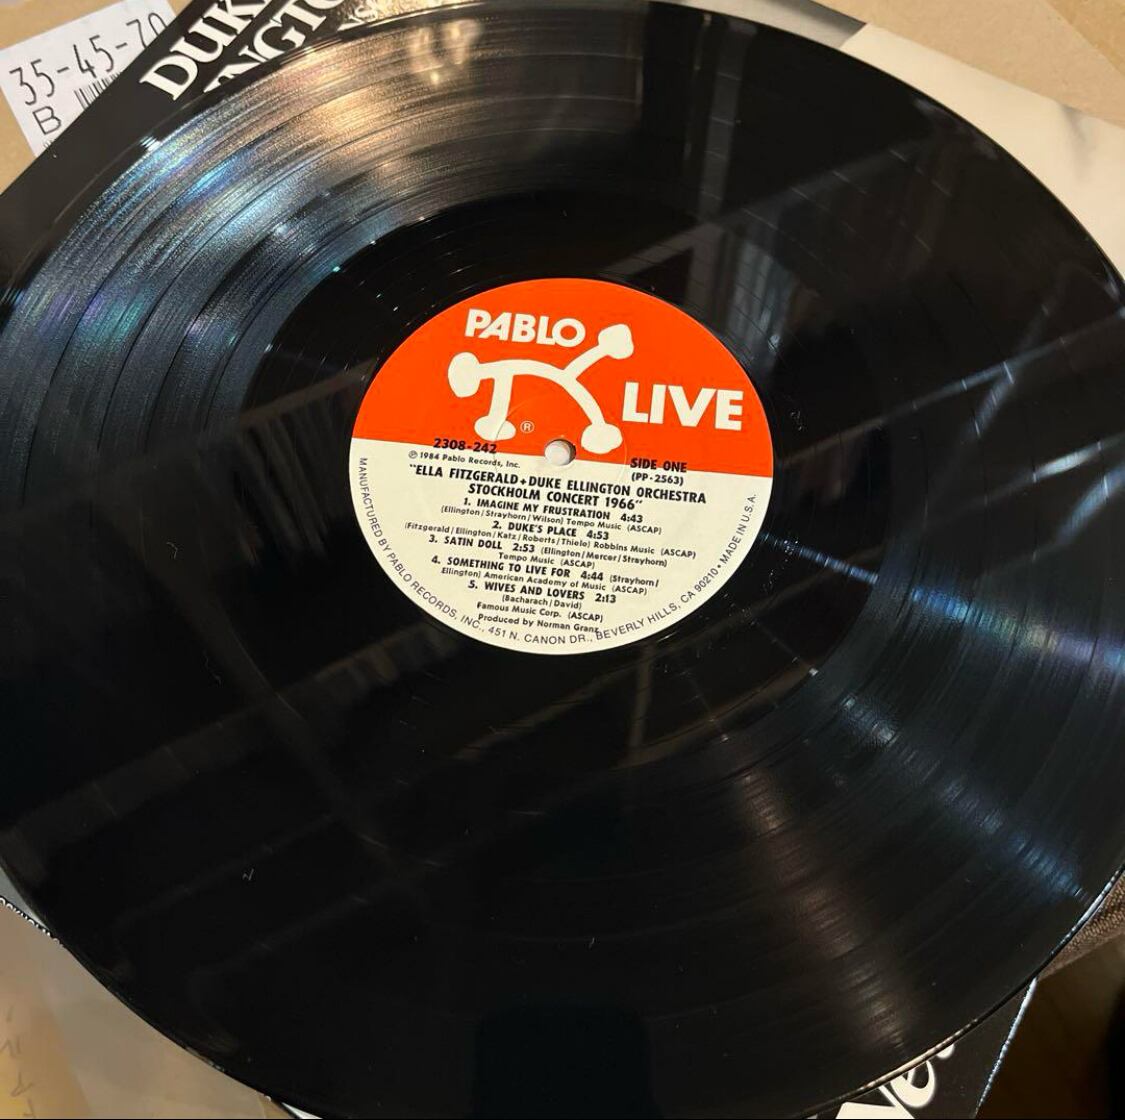 35-45-70
B
DUKE
INGTO
PABLO
LIVE
®
2308-242
℗ 1984 Pablo Records, Inc.
SIDE ONE
(PP-2563)
"ELLA FITZGERALD + DUKE ELLINGTON ORCHESTRA
STOCKHOLM CONCERT 1966"
1. IMAGINE MY FRUSTRATION 4:43
(Ellington/Strayhorn/Wilson) Tempo Music (ASCAP)
2. DUKE'S PLACE 4:53
(Fitzgerald/Ellington/Katz/Roberts/Thiele) Robbins Music (ASCAP)
3. SATIN DOLL 2:53 (Ellington/Mercer/Strayhorn)
Tempo Music (ASCAP)
4. SOMETHING TO LIVE FOR 4:44 (Strayhorn/
Ellington) American Academy of Music (ASCAP)
5. WIVES AND LOVERS 2:13
(Bacharach/David)
Famous Music Corp. (ASCAP)
Produced by Norman Granz
MANUFACTURED BY PABLO RECORDS, INC., 451 N. CANON DR., BEVERLY HILLS, CA 90210 • MADE IN U.S.A.